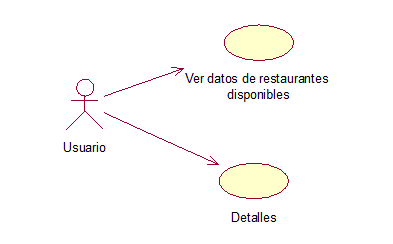 Ver datos de restaurantes
disponibles
Usuario
Detalles